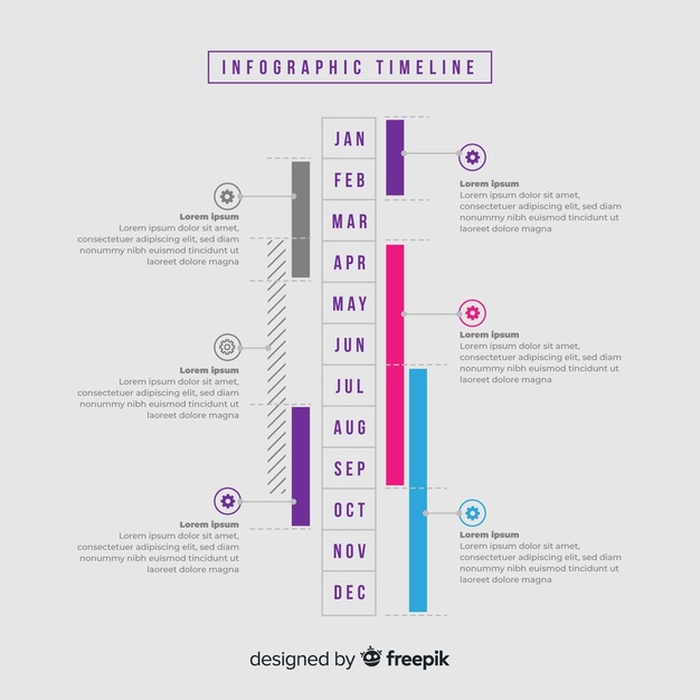 INFOGRAPHIC TIMELINE
JAN
FEB
MAR
APR
MAY
JUN
JUL
AUG
SEP
OCT
NOV
DEC
Lorem ipsum
Lorem ipsum dolor sit amet,
consectetuer adipiscing elit, sed diam
nonummy nibh euismod tincidunt ut
laoreet dolore magna
Lorem ipsum
Lorem ipsum dolor sit amet,
consectetuer adipiscing elit, sed diam
nonummy nibh euismod tincidunt ut
laoreet dolore magna
Lorem ipsum
Lorem ipsum dolor sit amet,
consectetuer adipiscing elit, sed diam
nonummy nibh euismod tincidunt ut
laoreet dolore magna
Lorem ipsum
Lorem ipsum dolor sit amet,
consectetuer adipiscing elit, sed diam
nonummy nibh euismod tincidunt ut
laoreet dolore magna
Lorem ipsum
Lorem ipsum dolor sit amet,
consectetuer adipiscing elit, sed diam
nonummy nibh euismod tincidunt ut
laoreet dolore magna
Lorem ipsum
Lorem ipsum dolor sit amet,
consectetuer adipiscing elit, sed diam
nonummy nibh euismod tincidunt ut
laoreet dolore magna
designed by freepik